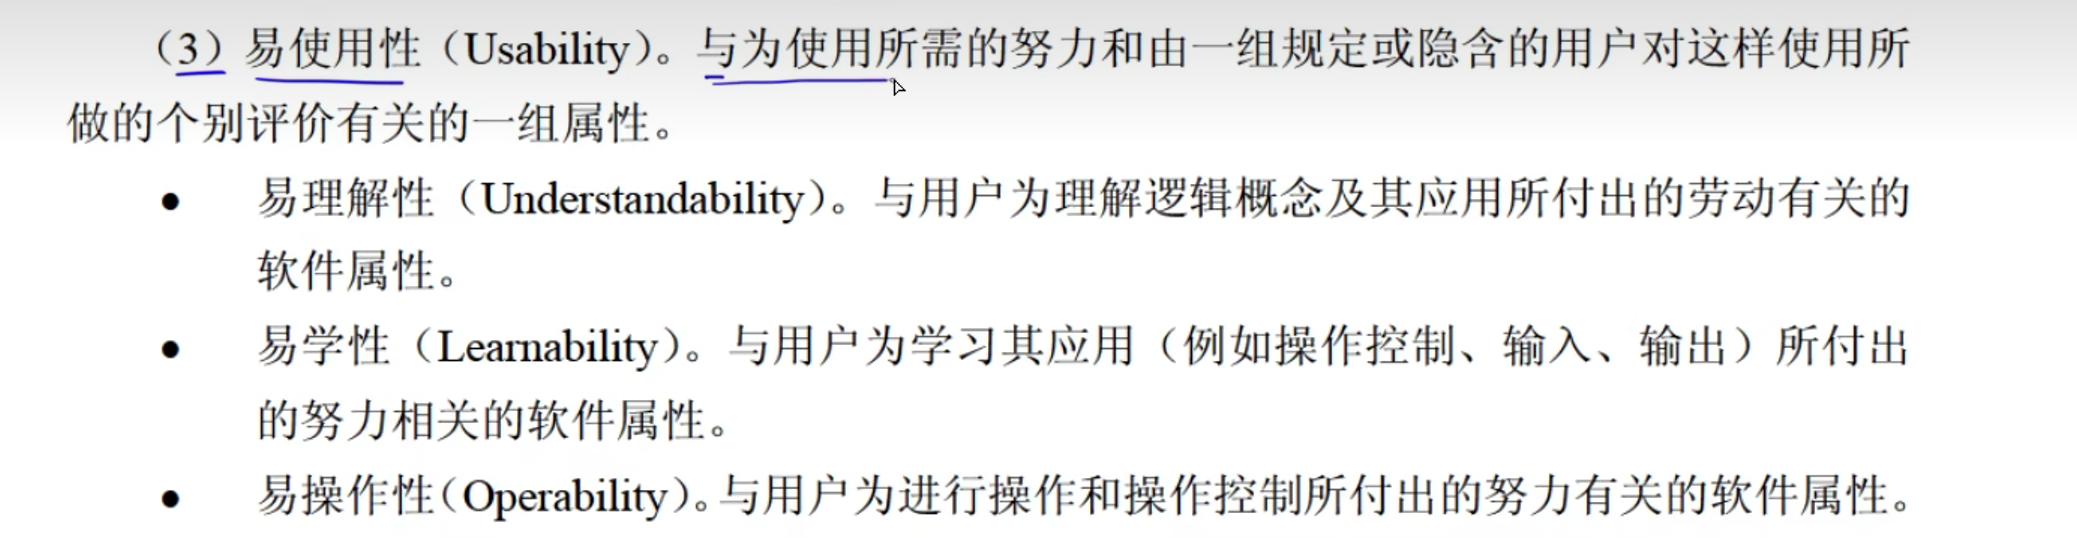 （3）易使用性（Usability）。与为使用所需的努力和由一组规定或隐含的用户对这样使用所
做的个别评价有关的一组属性。
● 易理解性（Understandability）。与用户为理解逻辑概念及其应用所付出的劳动有关的
软件属性。
● 易学性（Learnability）。与用户为学习其应用（例如操作控制、输入、输出）所付出
的努力相关的软件属性。
● 易操作性（Operability）。与用户为进行操作和操作控制所付出的努力有关的软件属性。